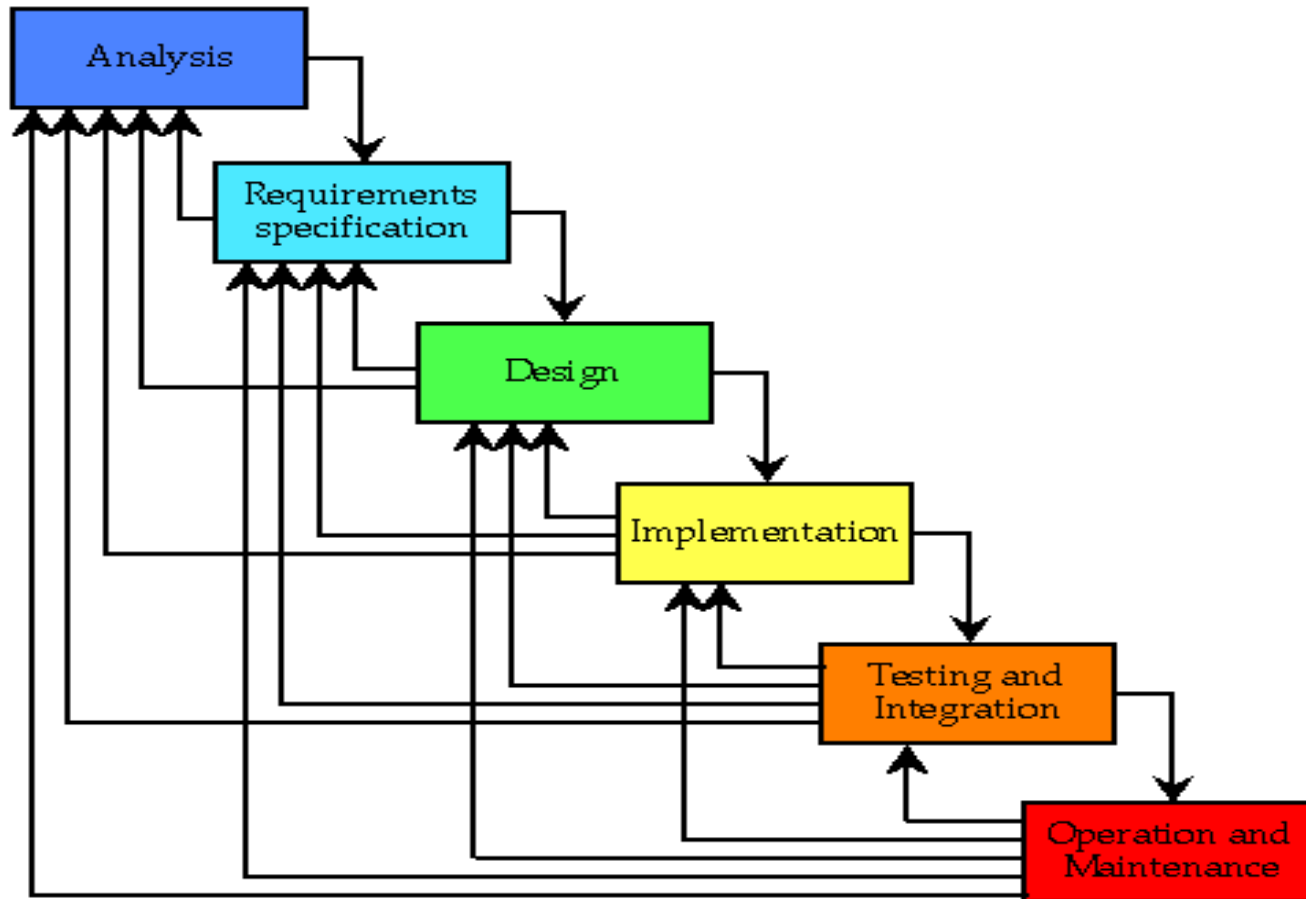 Analysis
Requirements
specification
Design
Implementation
Testing and
Integration
Operation and
Maintenance